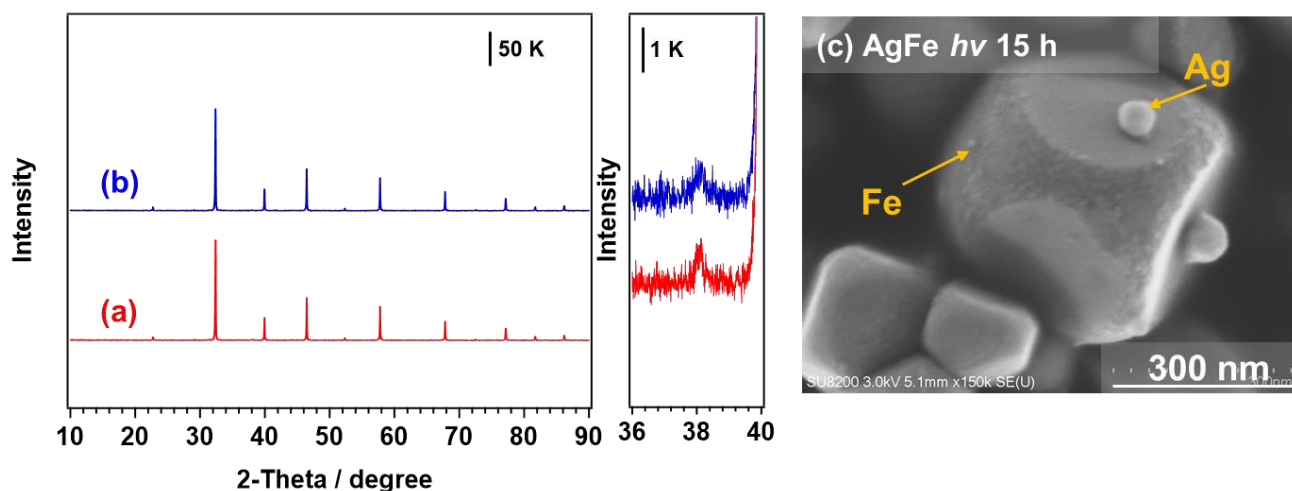 50 K
1 K
(b)
(a)
Intensity
Intensity
10 20 30 40 50 60 70 80 90
36 38 40
2-Theta / degree
(c) AgFe hv 15 h
Ag
Fe
300 nm
SU8200 3.0kV 5.1mm x150k SE(U)